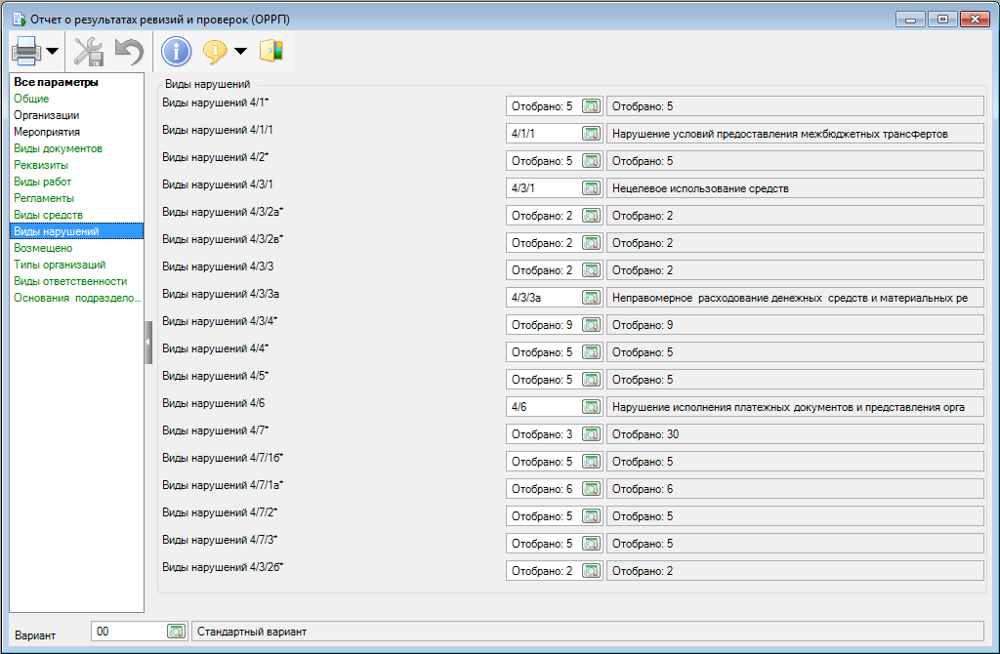 Отчет о результатах ревизий и проверок (ОРРП)
Все параметры
Общие
Организации
Мероприятия
Виды документов
Реквизиты
Виды работ
Регламенты
Виды средств
Виды нарушений
Возмещено
Типы организаций
Виды ответственности
Основания подраздело...
Виды нарушений
Виды нарушений 4/1* Отобрано: 5 Отобрано: 5
Виды нарушений 4/1/1 4/1/1 Нарушение условий предоставления межбюджетных трансфертов
Виды нарушений 4/2* Отобрано: 5 Отобрано: 5
Виды нарушений 4/3/1 4/3/1 Нецелевое использование средств
Виды нарушений 4/3/2а* Отобрано: 2 Отобрано: 2
Виды нарушений 4/3/2в* Отобрано: 2 Отобрано: 2
Виды нарушений 4/3/3 Отобрано: 2 Отобрано: 2
Виды нарушений 4/3/3а 4/3/3а Неправомерное расходование денежных средств и материальных ре
Виды нарушений 4/3/4* Отобрано: 9 Отобрано: 9
Виды нарушений 4/4* Отобрано: 5 Отобрано: 5
Виды нарушений 4/5* Отобрано: 5 Отобрано: 5
Виды нарушений 4/6 4/6 Нарушение исполнения платежных документов и представления орга
Виды нарушений 4/7* Отобрано: 3 Отобрано: 30
Виды нарушений 4/7/1б* Отобрано: 5 Отобрано: 5
Виды нарушений 4/7/1а* Отобрано: 6 Отобрано: 6
Виды нарушений 4/7/2* Отобрано: 5 Отобрано: 5
Виды нарушений 4/7/3* Отобрано: 5 Отобрано: 5
Виды нарушений 4/3/2б* Отобрано: 2 Отобрано: 2
Вариант 00 Стандартный вариант